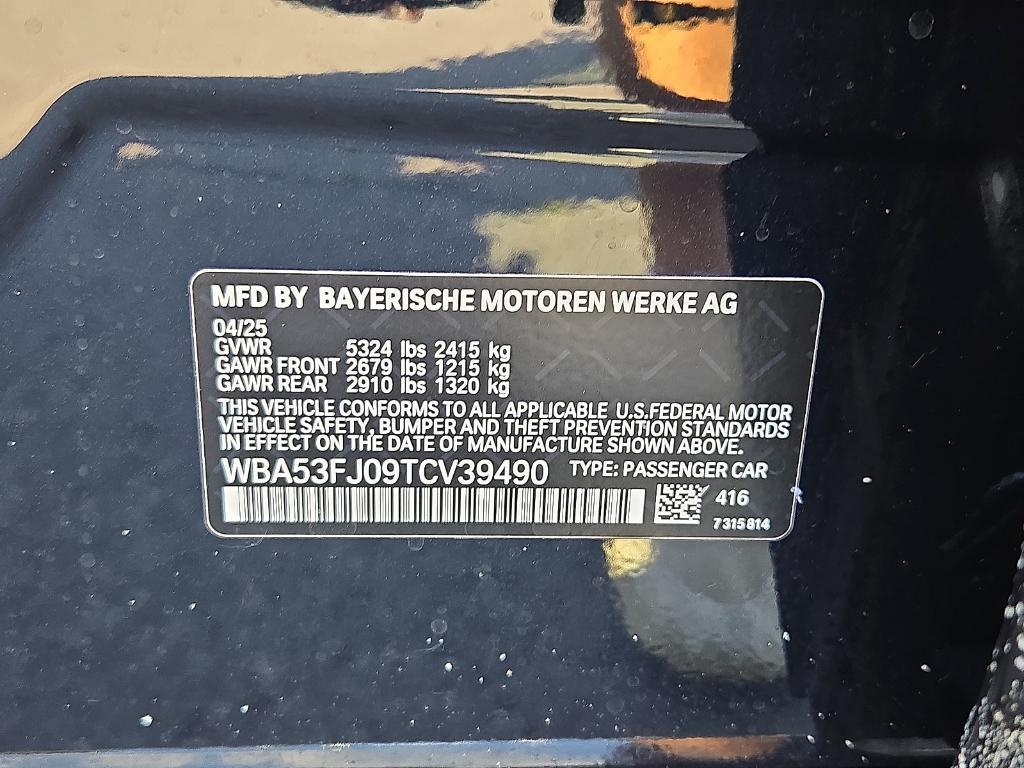 MFD BY BAYERISCHE MOTOREN WERKE AG
04/25
GVWR 5324 lbs 2415 kg
GAWR FRONT 2679 lbs 1215 kg
GAWR REAR 2910 lbs 1320 kg
THIS VEHICLE CONFORMS TO ALL APPLICABLE U.S.FEDERAL MOTOR
VEHICLE SAFETY, BUMPER AND THEFT PREVENTION STANDARDS
IN EFFECT ON THE DATE OF MANUFACTURE SHOWN ABOVE.
WBA53FJ09TCV39490 TYPE: PASSENGER CAR
416
7315814